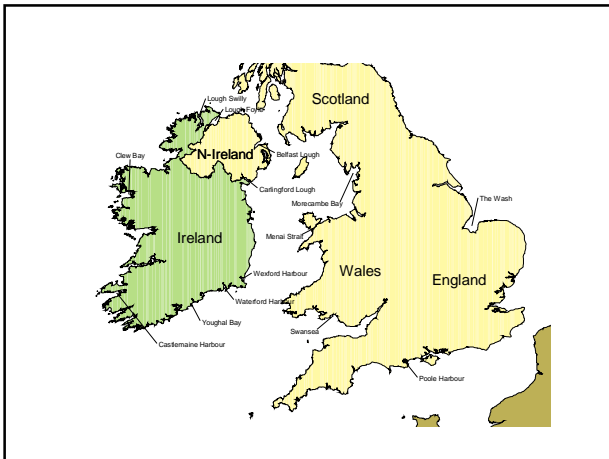 Scotland
Lough Swilly
Lough Foyle
N-Ireland
Belfast Lough
Clew Bay
Carlingford Lough
Morecambe Bay
The Wash
Menai Strait
Ireland
Wexford Harbour
Wales
England
Waterford Harbour
Youghal Bay
Swansea
Castlemaine Harbour
Poole Harbour